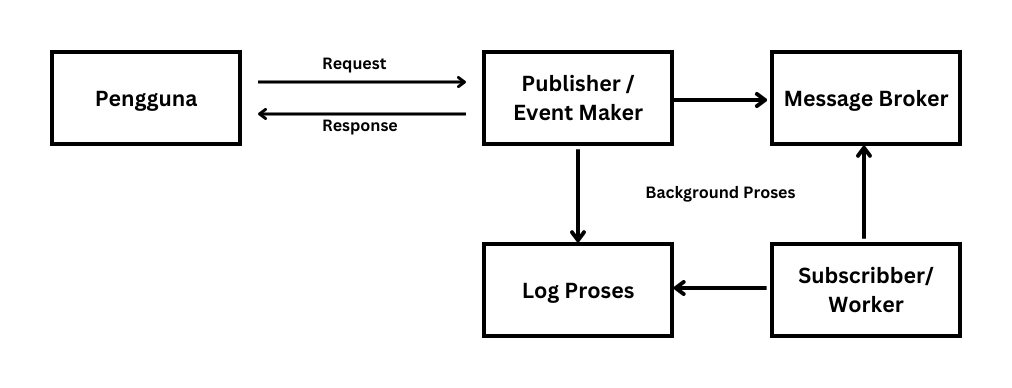 Request
Pengguna
Response
Publisher /
Event Maker
Message Broker
Background Proses
Log Proses
Subscribber/
Worker